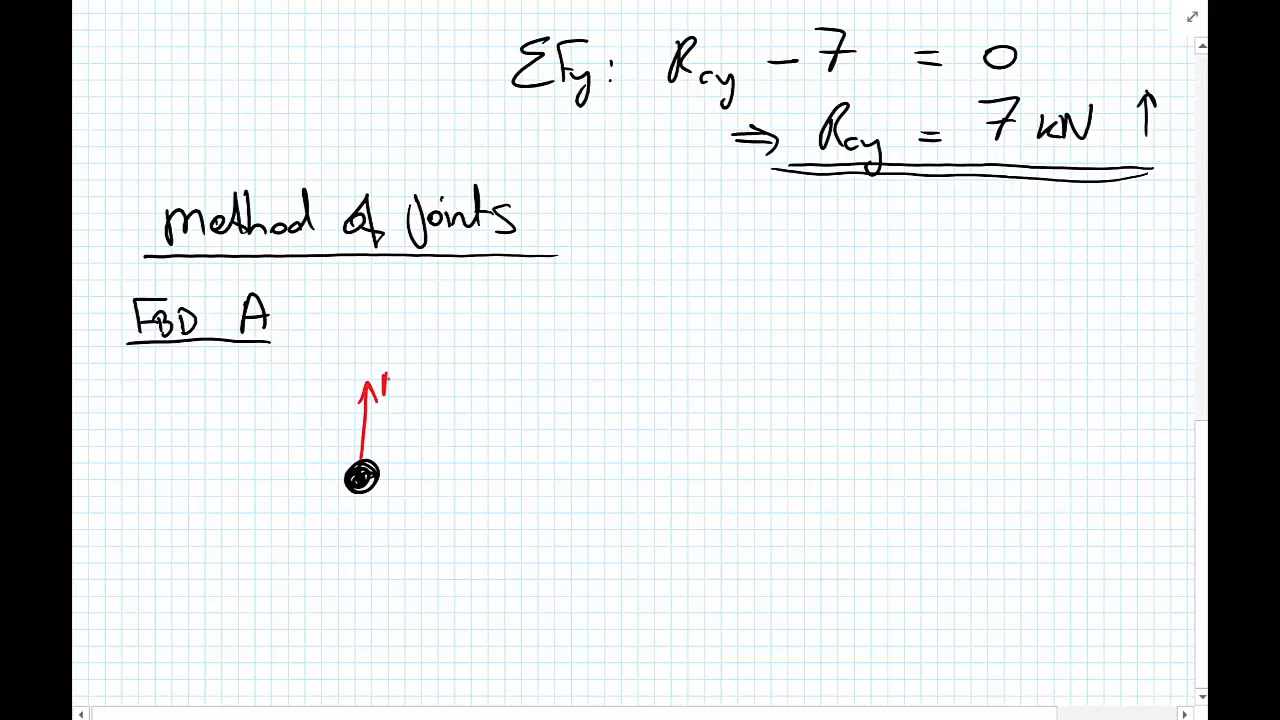 ΣFy: Rcy - 7 = 0
⇒ Rcy = 7 kN ↑
Method of joints
FBD A